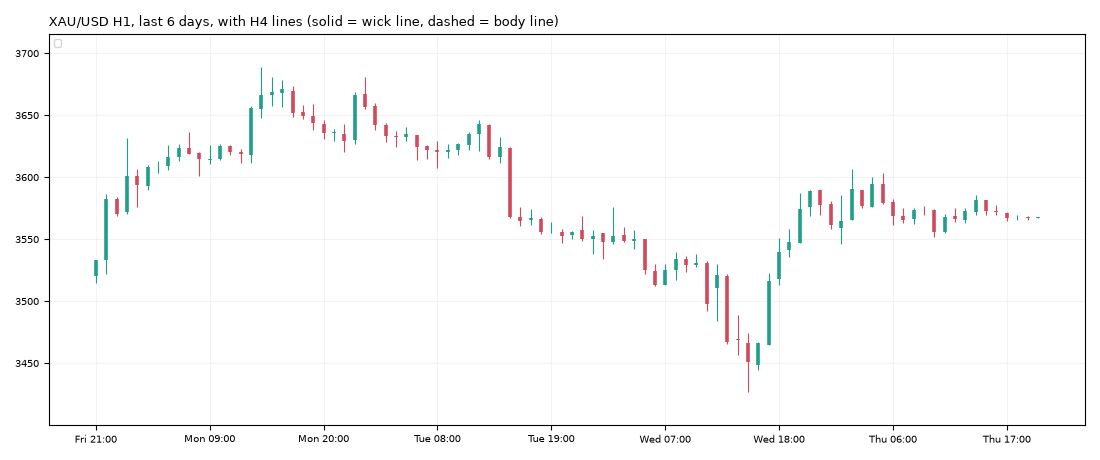 XAU/USD H1, last 6 days, with H4 lines (solid = wick line, dashed = body line)
3700
3650
3600
3550
3500
3450
Fri 21:00
Mon 09:00
Mon 20:00
Tue 08:00
Tue 19:00
Wed 07:00
Wed 18:00
Thu 06:00
Thu 17:00